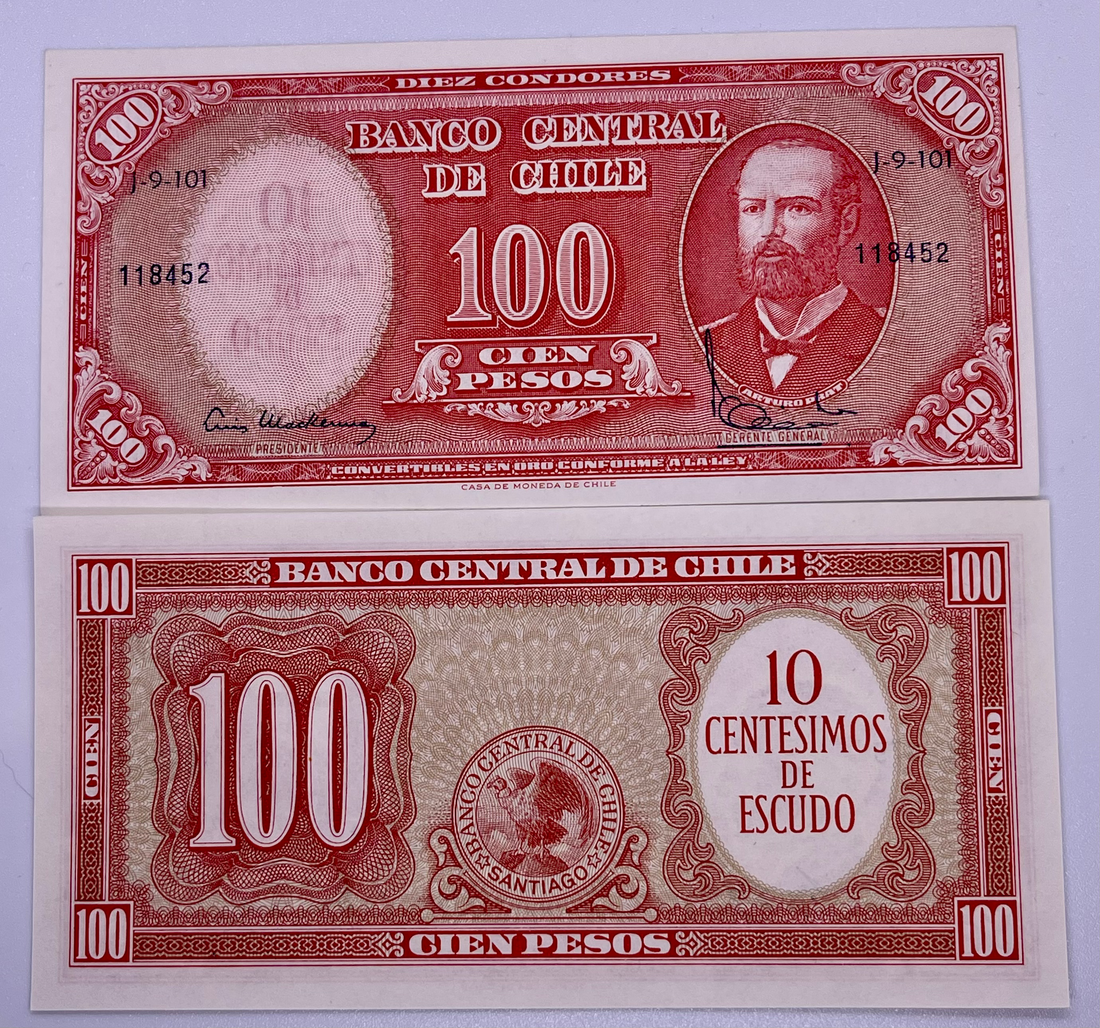 DIEZ CONDORES
100
100
BANCO CENTRAL
DE CHILE
J-9-101
J-9-101
100
118452
118452
CIEN
CIEN
CIEN
PESOS
ARTURO PRAT
100
100
PRESIDENTE
GERENTE GENERAL
CONVERTIBLES EN ORO CONFORME A LA LEY
CASA DE MONEDA DE CHILE
100
BANCO CENTRAL DE CHILE
100
100
10
CENTESIMOS
DE
ESCUDO
CIEN
CIEN
BANCO CENTRAL DE CHILE
SANTIAGO
100
CIEN PESOS
100